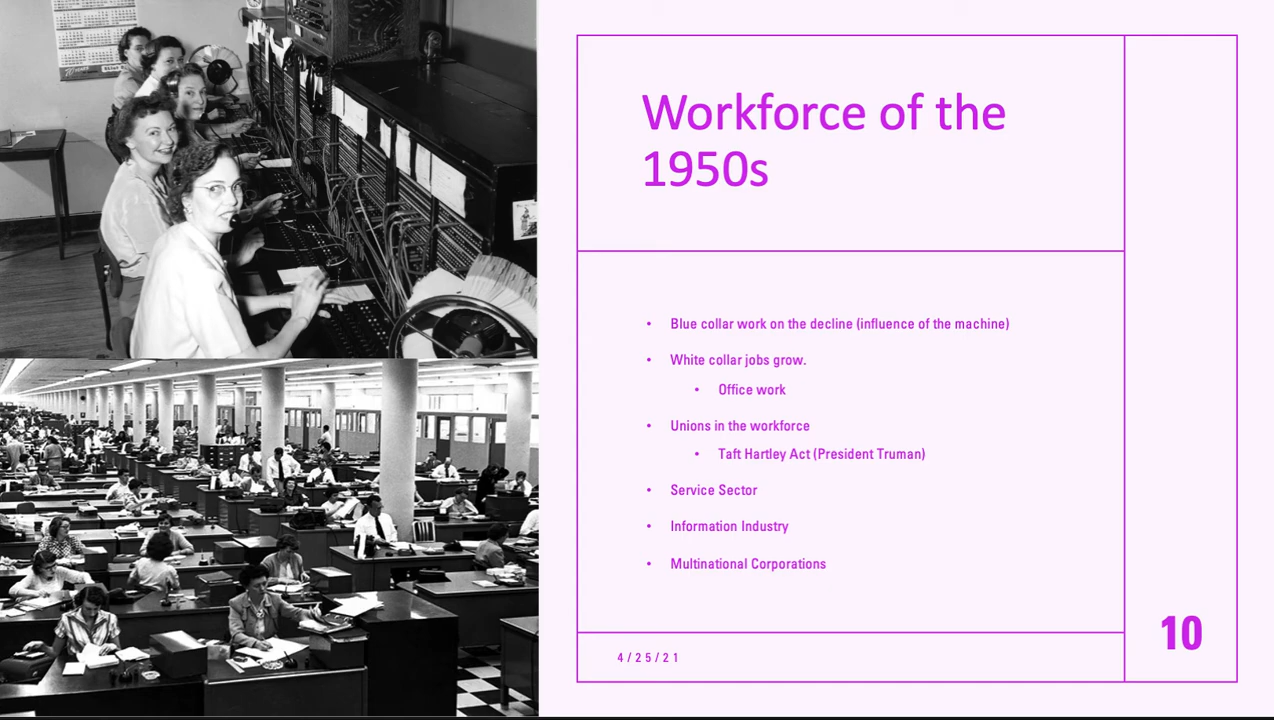 Workforce of the
1950s
• Blue collar work on the decline (influence of the machine)
• White collar jobs grow.
• Office work
• Unions in the workforce
• Taft Hartley Act (President Truman)
• Service Sector
• Information Industry
• Multinational Corporations
4/25/21
10